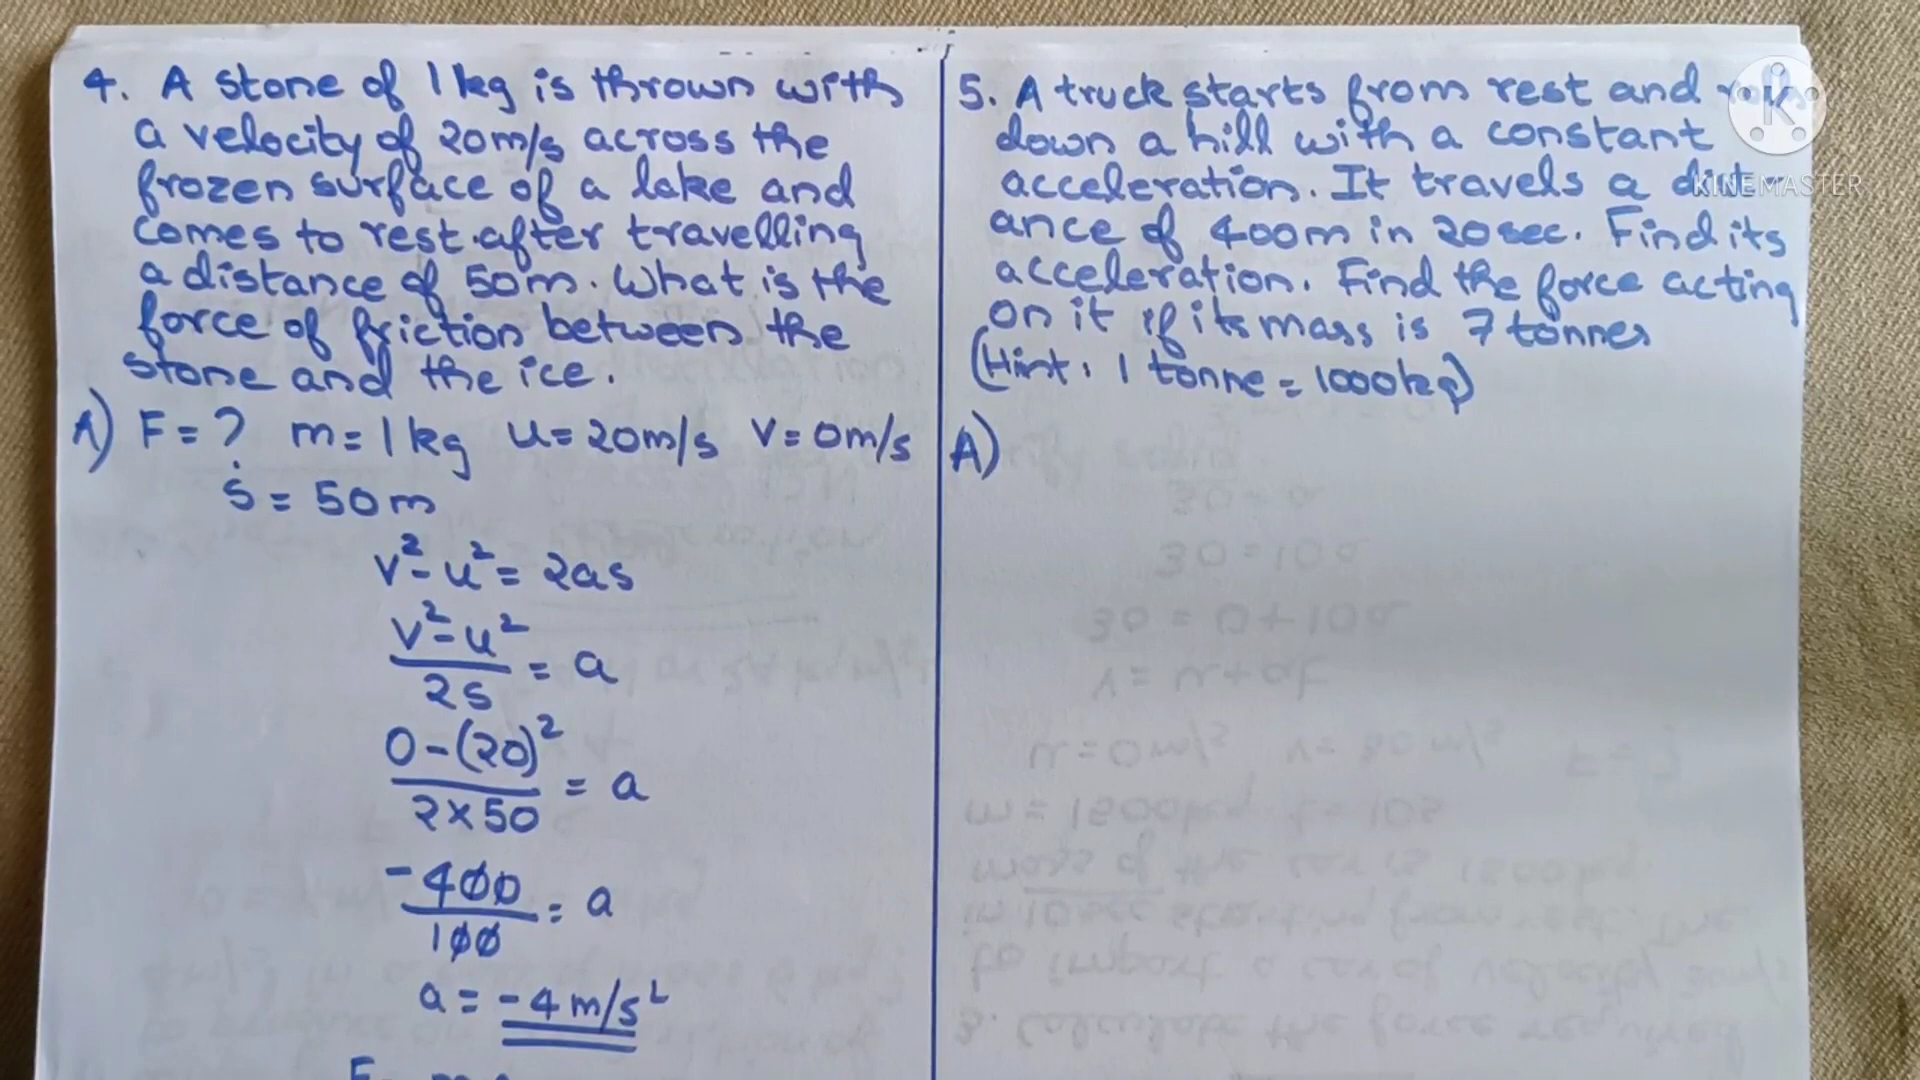 4. A stone of 1kg is thrown with
a velocity of 20m/s across the
frozen surface of a lake and
comes to rest after travelling
a distance of 50m. What is the
force of friction between the
stone and the ice.
A) F = ? m = 1 kg u = 20m/s v = 0m/s
s = 50 m
v² - u² = 2as
v² - u² / 2s = a
0 - (20)² / 2 × 50 = a
-400 / 100 = a
a = -4 m/s²
5. A truck starts from rest and rolls
down a hill with a constant
acceleration. It travels a dist-
ance of 400m in 20sec. Find its
acceleration. Find the force acting
on it if its mass is 7 tonnes
(Hint: 1 tonne = 1000kg)
A)
K
KINEMASTER